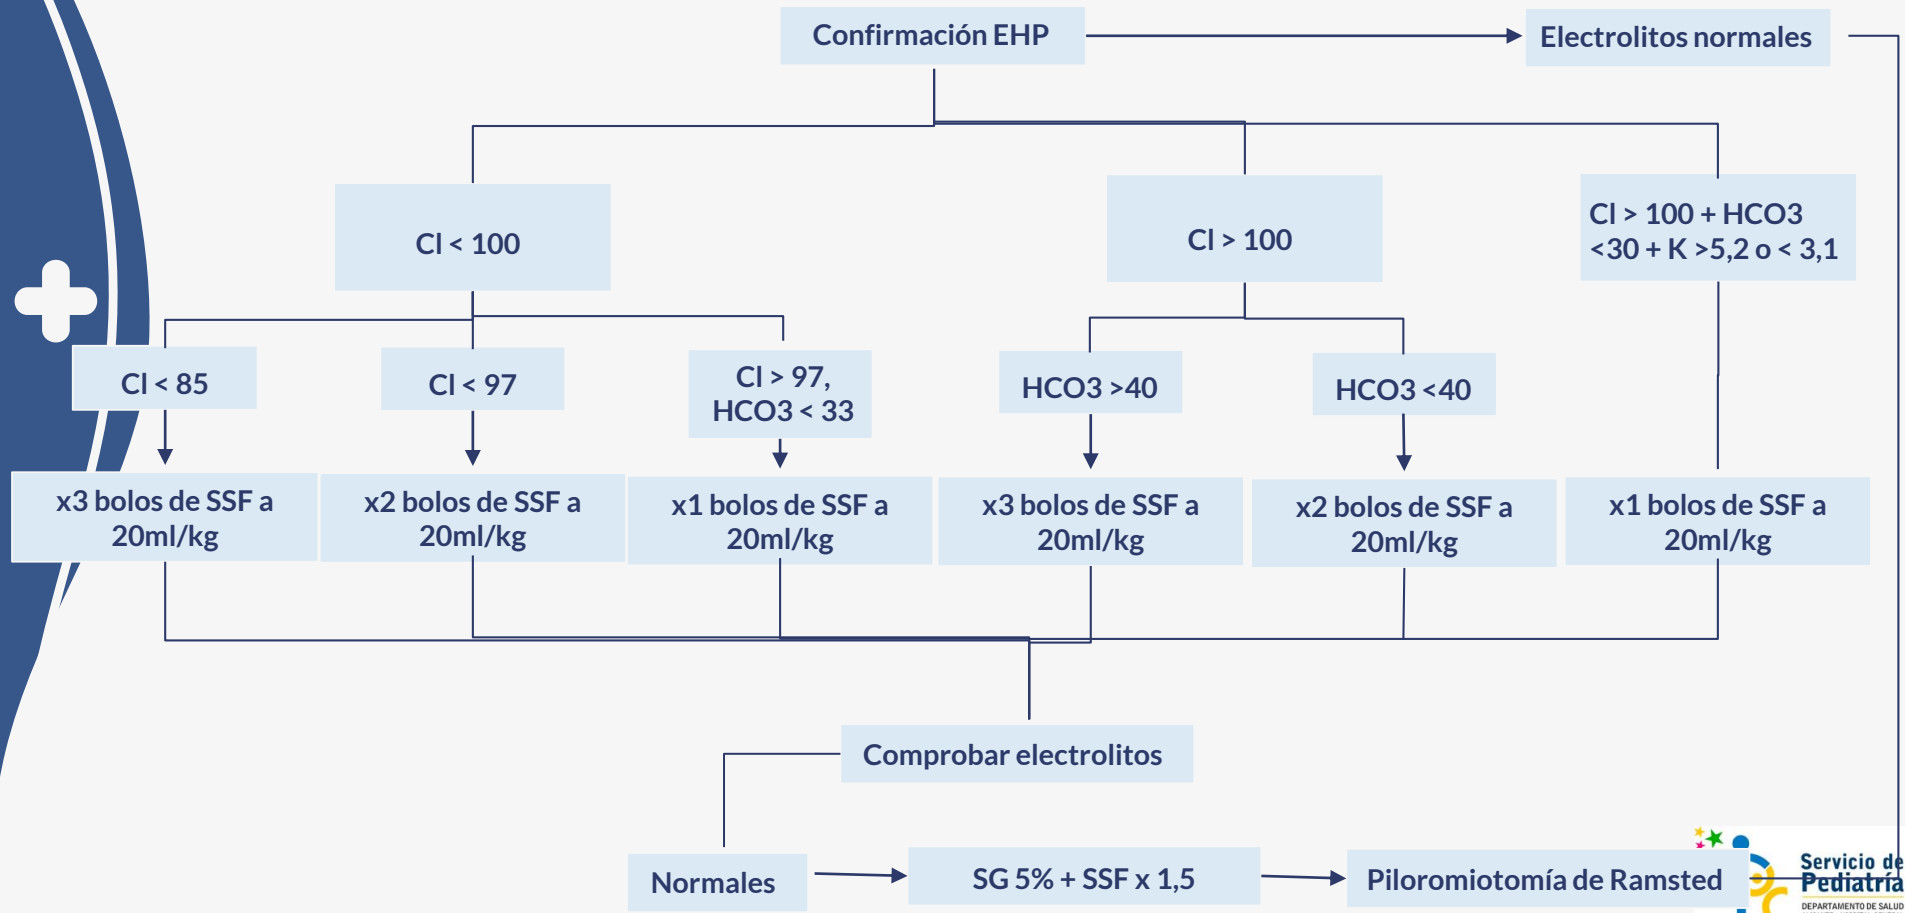 Confirmación EHP
Electrolitos normales
Cl < 100
Cl > 100
Cl > 100 + HCO3
<30 + K >5,2 o < 3,1
Cl < 85
Cl < 97
Cl > 97,
HCO3 < 33
HCO3 >40
HCO3 <40
x3 bolos de SSF a
20ml/kg
x2 bolos de SSF a
20ml/kg
x1 bolos de SSF a
20ml/kg
x3 bolos de SSF a
20ml/kg
x2 bolos de SSF a
20ml/kg
x1 bolos de SSF a
20ml/kg
Comprobar electrolitos
Normales
SG 5% + SSF x 1,5
Piloromiotomía de Ramsted
Servicio de
Pediatría
DEPARTAMENTO DE SALUD